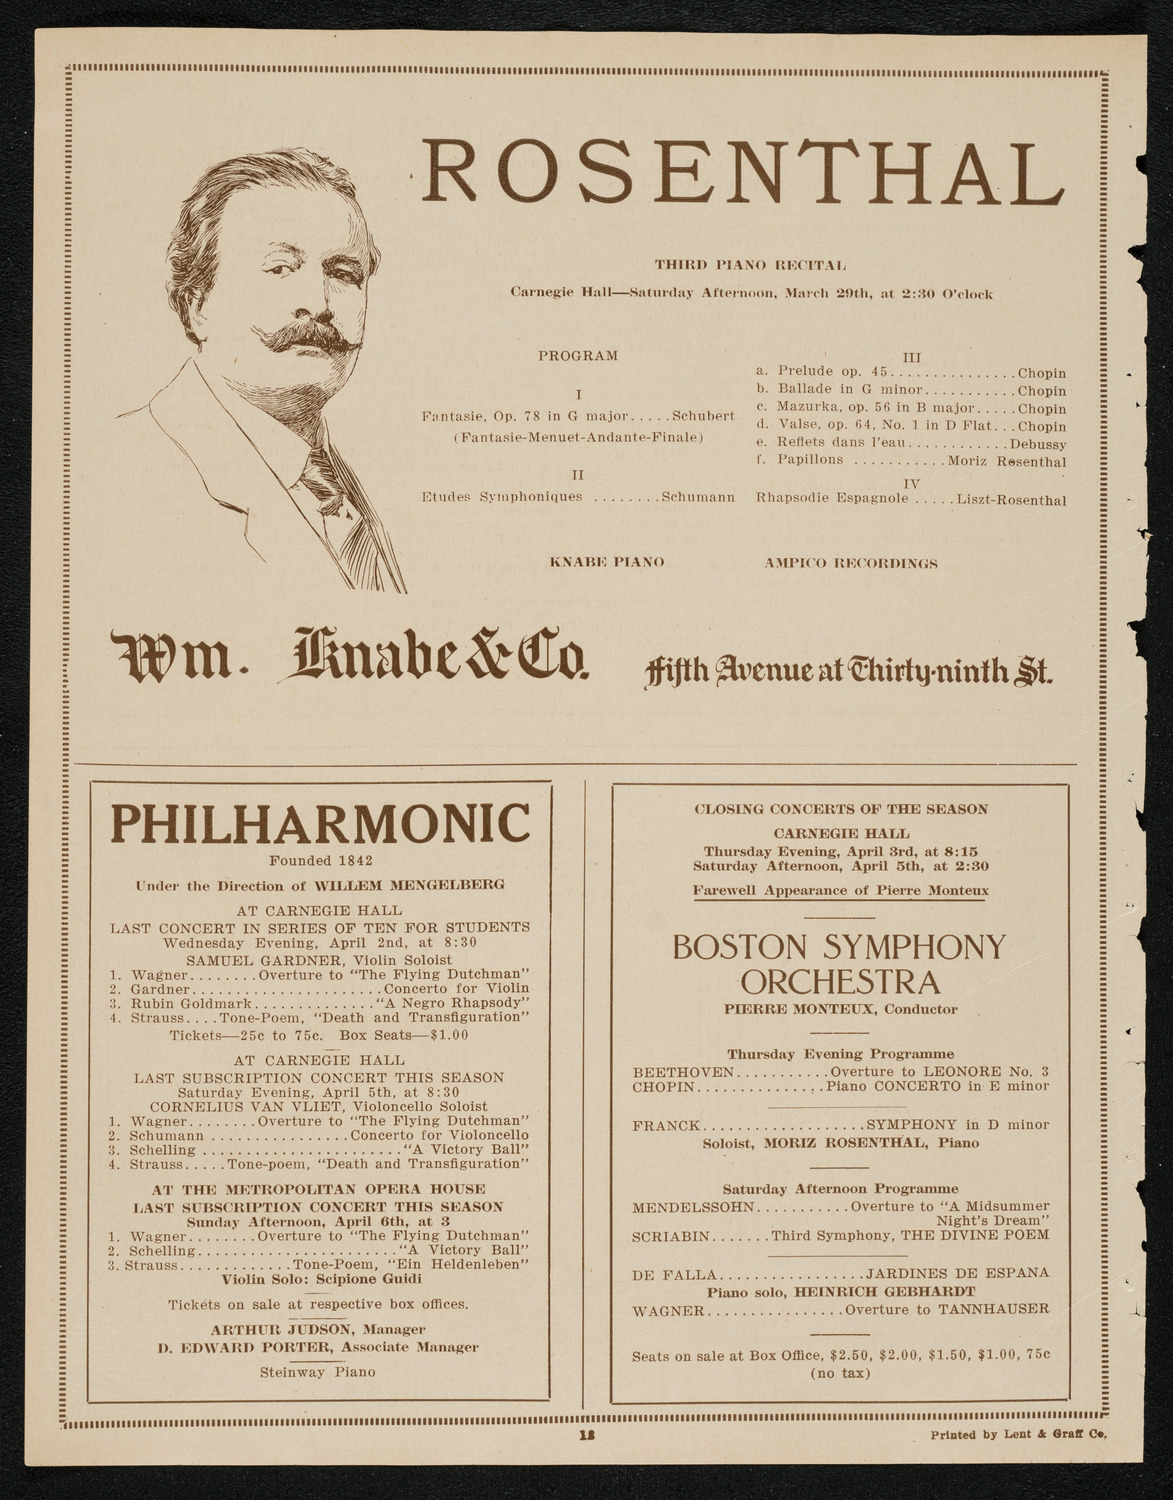 ROSENTHAL
THIRD PIANO RECITAL
Carnegie Hall—Saturday Afternoon, March 29th, at 2:30 O'clock
PROGRAM
I
Fantasie, Op. 78 in G major.....Schubert
(Fantasie-Menuet-Andante-Finale)
II
Etudes Symphoniques ........Schumann
III
a. Prelude op. 45...............Chopin
b. Ballade in G minor...........Chopin
c. Mazurka, op. 56 in B major.....Chopin
d. Valse, op. 64, No. 1 in D Flat...Chopin
e. Reflets dans l'eau............Debussy
f. Papillons ...........Moriz Rosenthal
IV
Rhapsodie Espagnole .....Liszt-Rosenthal
KNABE PIANO AMPICO RECORDINGS
Wm. Knabe & Co. Fifth Avenue at Thirty-ninth St.
PHILHARMONIC
Founded 1842
Under the Direction of WILLEM MENGELBERG
AT CARNEGIE HALL
LAST CONCERT IN SERIES OF TEN FOR STUDENTS
Wednesday Evening, April 2nd, at 8:30
SAMUEL GARDNER, Violin Soloist
1. Wagner........Overture to "The Flying Dutchman"
2. Gardner......................Concerto for Violin
3. Rubin Goldmark..............."A Negro Rhapsody"
4. Strauss....Tone-Poem, "Death and Transfiguration"
Tickets—25c to 75c. Box Seats—$1.00
AT CARNEGIE HALL
LAST SUBSCRIPTION CONCERT THIS SEASON
Saturday Evening, April 5th, at 8:30
CORNELIUS VAN VLIET, Violoncello Soloist
1. Wagner........Overture to "The Flying Dutchman"
2. Schumann ................Concerto for Violoncello
3. Schelling ......................."A Victory Ball"
4. Strauss.....Tone-poem, "Death and Transfiguration"
AT THE METROPOLITAN OPERA HOUSE
LAST SUBSCRIPTION CONCERT THIS SEASON
Sunday Afternoon, April 6th, at 3
1. Wagner........Overture to "The Flying Dutchman"
2. Schelling........................"A Victory Ball"
3. Strauss.............Tone-Poem, "Ein Heldenleben"
Violin Solo: Scipione Guidi
Tickets on sale at respective box offices.
ARTHUR JUDSON, Manager
D. EDWARD PORTER, Associate Manager
Steinway Piano
CLOSING CONCERTS OF THE SEASON
CARNEGIE HALL
Thursday Evening, April 3rd, at 8:15
Saturday Afternoon, April 5th, at 2:30
Farewell Appearance of Pierre Monteux
BOSTON SYMPHONY
ORCHESTRA
PIERRE MONTEUX, Conductor
Thursday Evening Programme
BEETHOVEN...........Overture to LEONORE No. 3
CHOPIN...............Piano CONCERTO in E minor
FRANCK...................SYMPHONY in D minor
Soloist, MORIZ ROSENTHAL, Piano
Saturday Afternoon Programme
MENDELSSOHN...........Overture to "A Midsummer
Night's Dream"
SCRIABIN.......Third Symphony, THE DIVINE POEM
DE FALLA.................JARDINES DE ESPANA
Piano solo, HEINRICH GEBHARDT
WAGNER................Overture to TANNHAUSER
Seats on sale at Box Office, $2.50, $2.00, $1.50, $1.00, 75c
(no tax)
Printed by Lent & Graff Co.